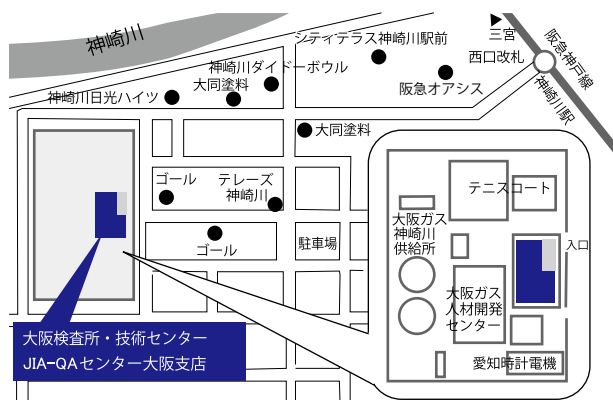 神崎川
シティテラス神崎川駅前
三宮
阪急神戸線
西口改札
神崎川駅
神崎川ダイドーボウル
大同塗料
阪急オアシス
神崎川日光ハイツ
大同塗料
ゴール
テレーズ
神崎川
ゴール
駐車場
テニスコート
大阪ガス
神崎川
供給所
入口
大阪ガス
人材開発
センター
愛知時計電機
大阪検査所・技術センター
JIA-QAセンター大阪支店